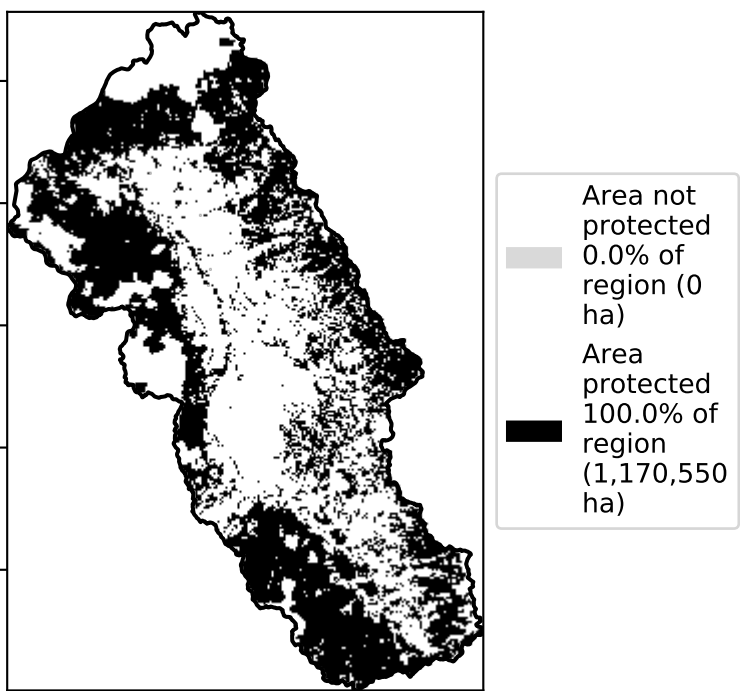 Area not
protected
0.0% of
region (0
ha)
Area
protected
100.0% of
region
(1,170,550
ha)